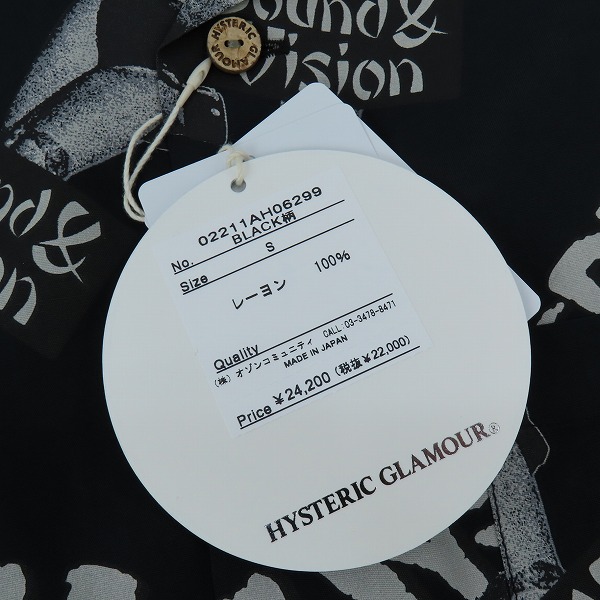 ound &
Vision
HYSTERIC GLAMOUR
nd &
ion
No. 02211AH06299
BLACK柄
Size S
レーヨン 100%
Quality
(株) オゾンコミュニティ CALL 03-3478-8471
MADE IN JAPAN
Price ¥24,200 (税抜¥22,000)
HYSTERIC GLAMOUR®